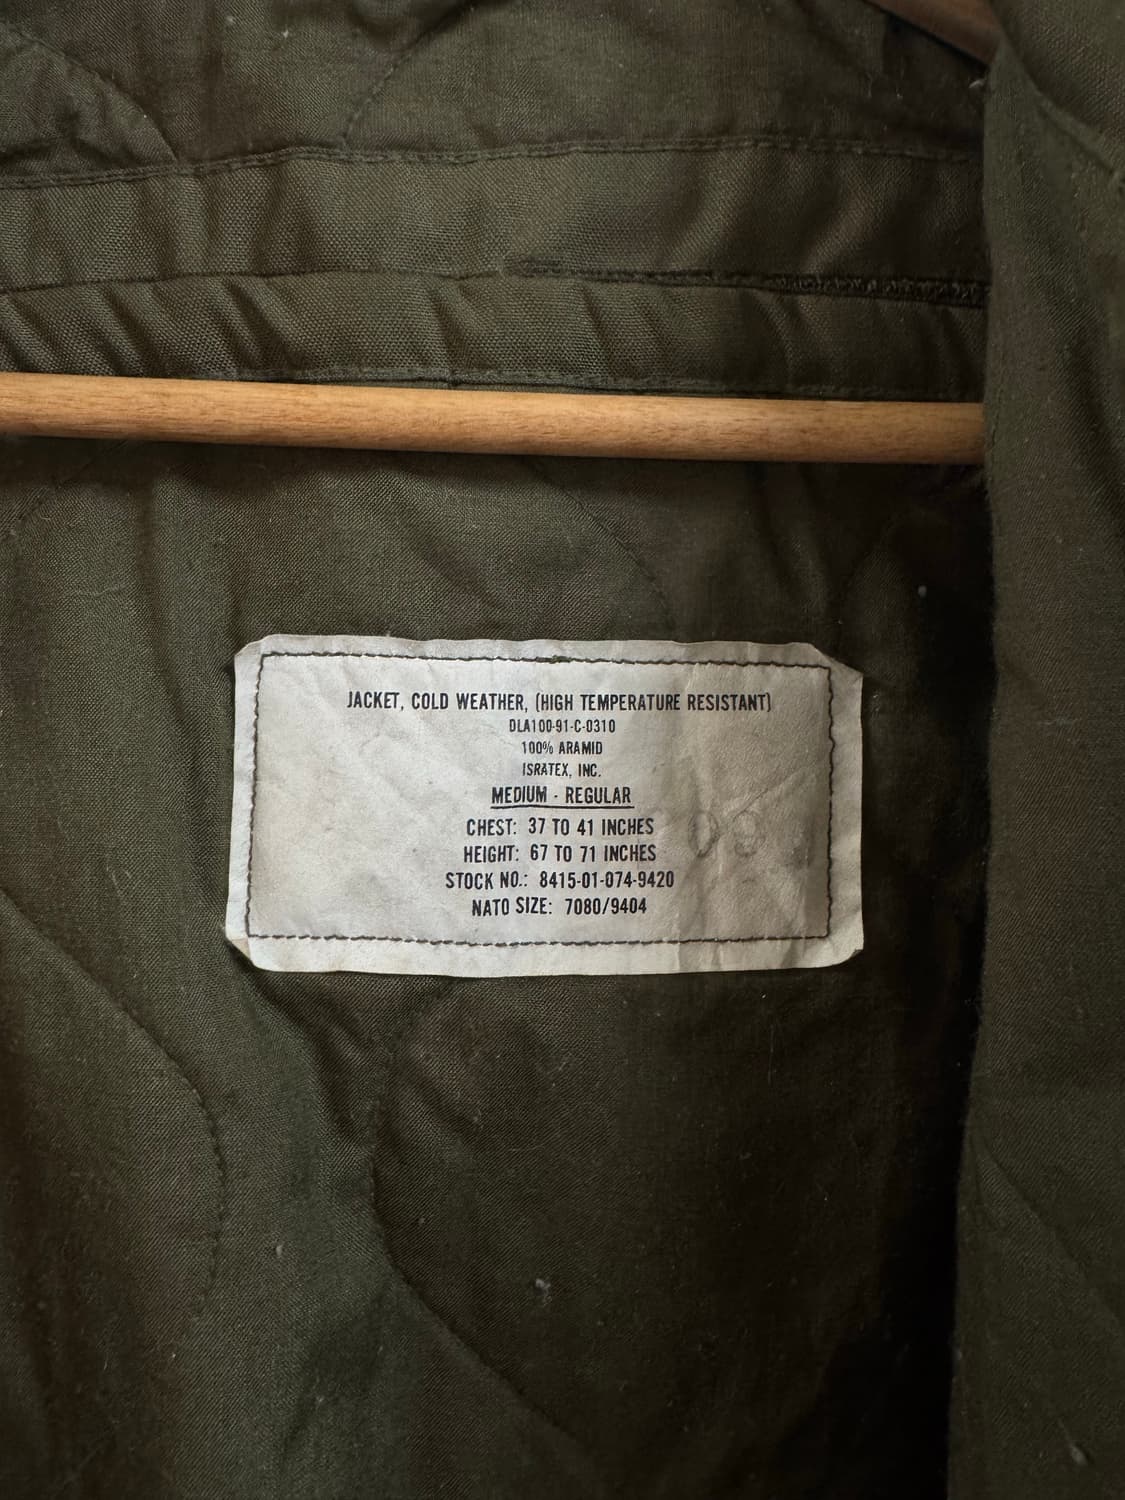 JACKET, COLD WEATHER, (HIGH TEMPERATURE RESISTANT)
DLA100-91-C-0310
100% ARAMID
ISRATEX, INC.
MEDIUM - REGULAR
CHEST: 37 TO 41 INCHES
HEIGHT: 67 TO 71 INCHES
STOCK NO.: 8415-01-074-9420
NATO SIZE: 7080/9404